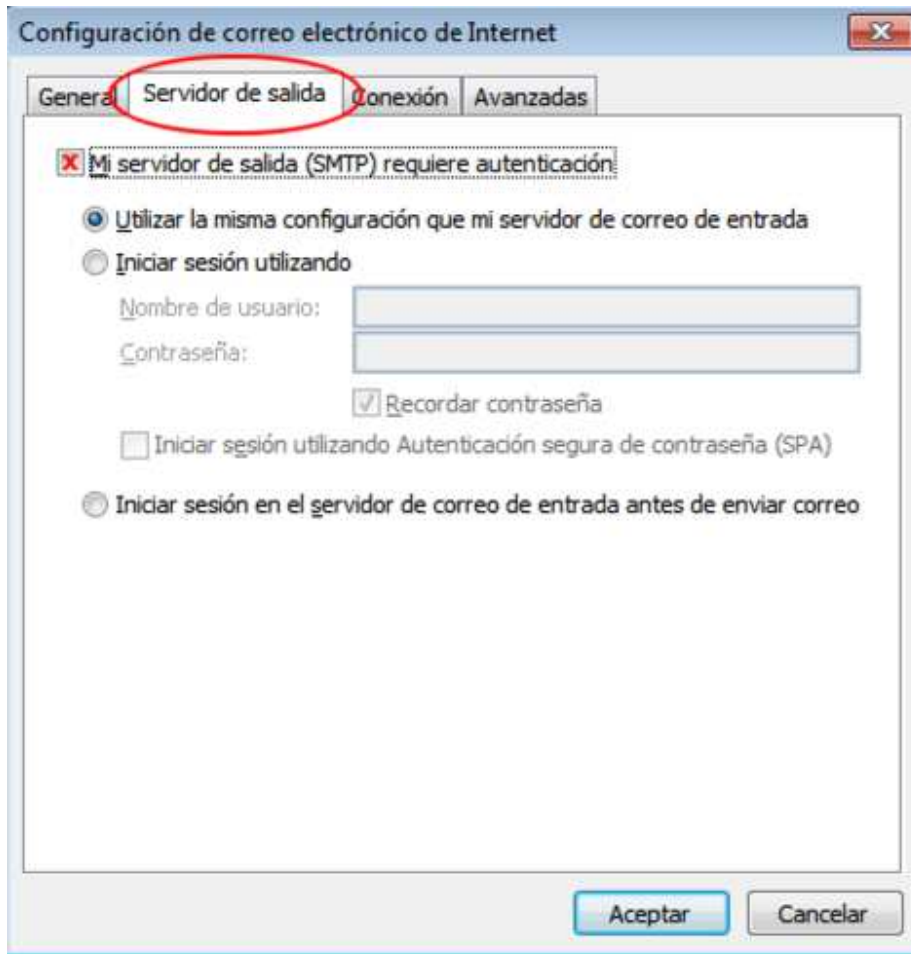 Configuración de correo electrónico de Internet
General Servidor de salida Conexión Avanzadas
Mi servidor de salida (SMTP) requiere autenticación
Utilizar la misma configuración que mi servidor de correo de entrada
Iniciar sesión utilizando
Nombre de usuario:
Contraseña:
Recordar contraseña
Iniciar sesión utilizando Autenticación segura de contraseña (SPA)
Iniciar sesión en el servidor de correo de entrada antes de enviar correo
Aceptar Cancelar